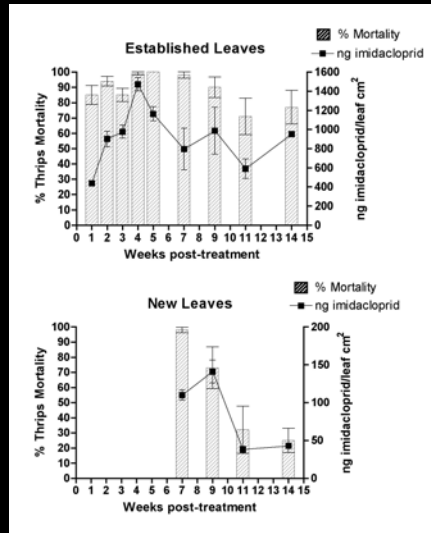 % Mortality
ng imidacloprid
Established Leaves
100
90
80
70
60
50
40
30
20
10
0
% Thrips Mortality
1600
1400
1200
1000
800
600
400
200
0
ng imidacloprid/leaf cm²
0 1 2 3 4 5 6 7 8 9 10 11 12 13 14 15
Weeks post-treatment
% Mortality
ng imidacloprid
New Leaves
100
90
80
70
60
50
40
30
20
10
0
% Thrips Mortality
200
150
100
50
0
ng imidacloprid/leaf cm²
0 1 2 3 4 5 6 7 8 9 10 11 12 13 14 15
Weeks post-treatment